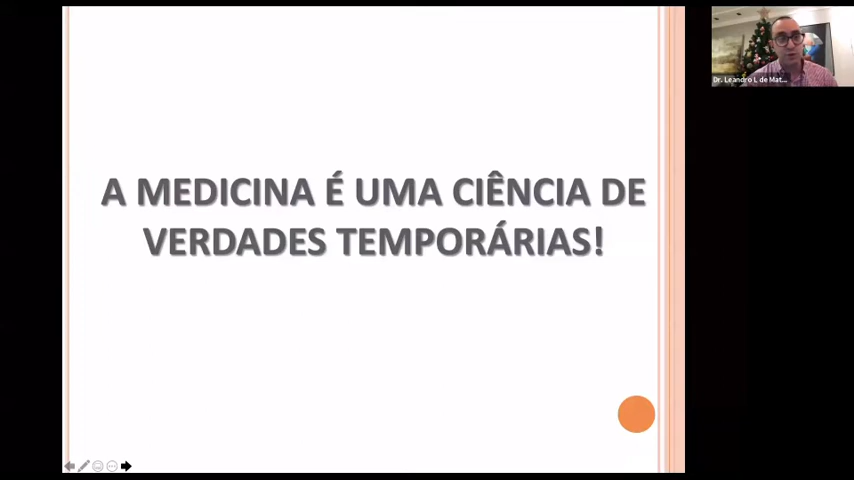 A MEDICINA É UMA CIÊNCIA DE
VERDADES TEMPORÁRIAS!
Dr. Leandro L de Mat...